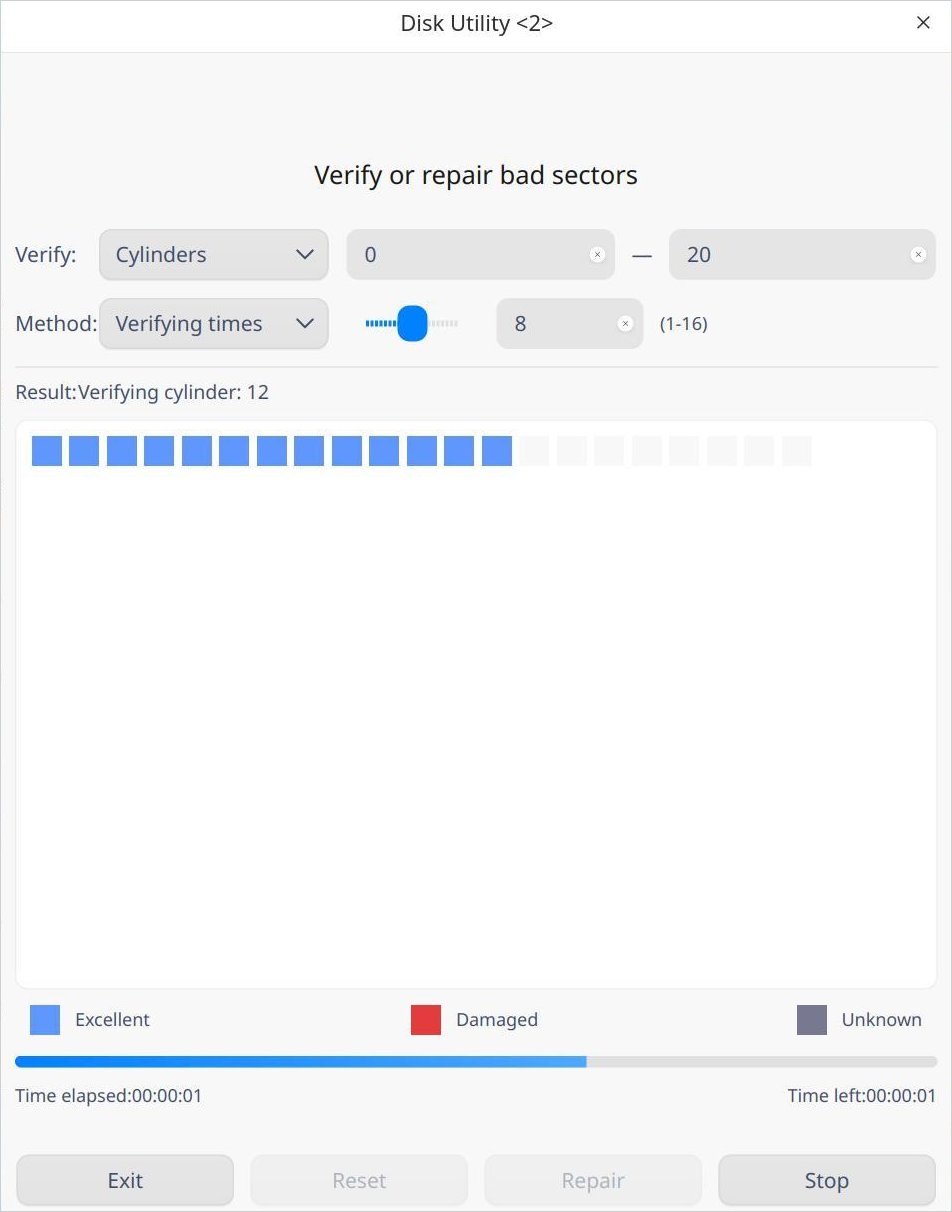 Disk Utility <2>
Verify or repair bad sectors
Verify: Cylinders 0 — 20
Method: Verifying times 8 (1-16)
Result:Verifying cylinder: 12
Excellent Damaged Unknown
Time elapsed:00:00:01 Time left:00:00:01
Exit Reset Repair Stop